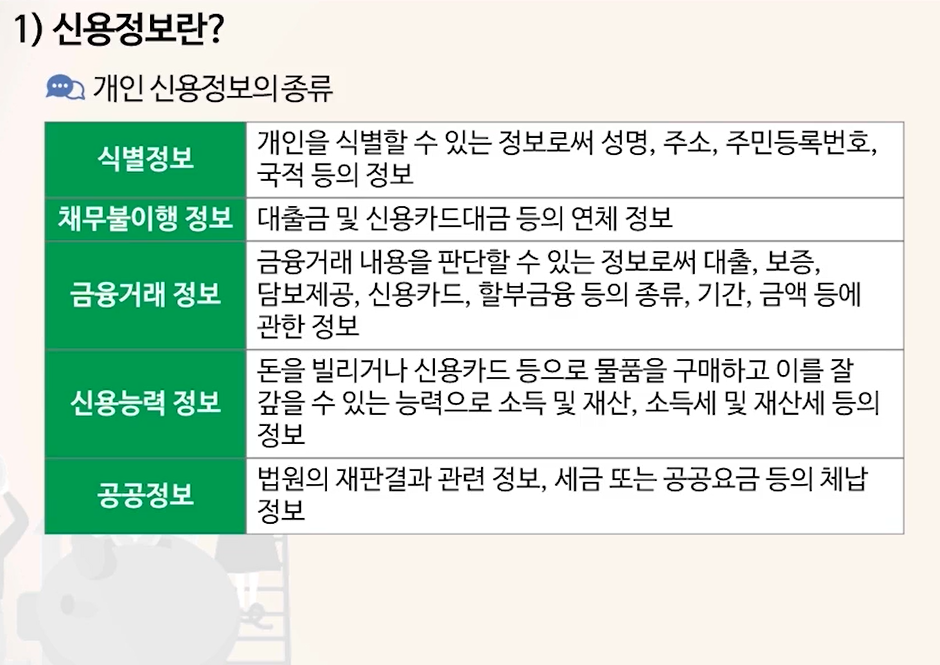 1) 신용정보란?
개인 신용정보의 종류
식별정보
개인을 식별할 수 있는 정보로써 성명, 주소, 주민등록번호,
국적 등의 정보
채무불이행 정보
대출금 및 신용카드대금 등의 연체 정보
금융거래 정보
금융거래 내용을 판단할 수 있는 정보로써 대출, 보증,
담보제공, 신용카드, 할부금융 등의 종류, 기간, 금액 등에
관한 정보
신용능력 정보
돈을 빌리거나 신용카드 등으로 물품을 구매하고 이를 잘
갚을 수 있는 능력으로 소득 및 재산, 소득세 및 재산세 등의
정보
공공정보
법원의 재판결과 관련 정보, 세금 또는 공공요금 등의 체납
정보